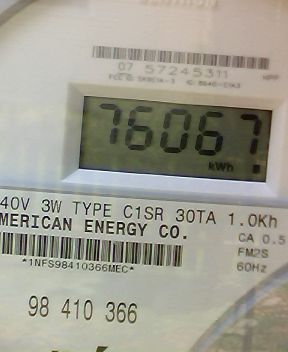 07 57245311
76067
kWh
40V 3W TYPE C1SR 30TA 1.0Kh
MERICAN ENERGY CO.
CA 0.5
*1NFS98410366MEC*
FM2S
60Hz
98 410 366